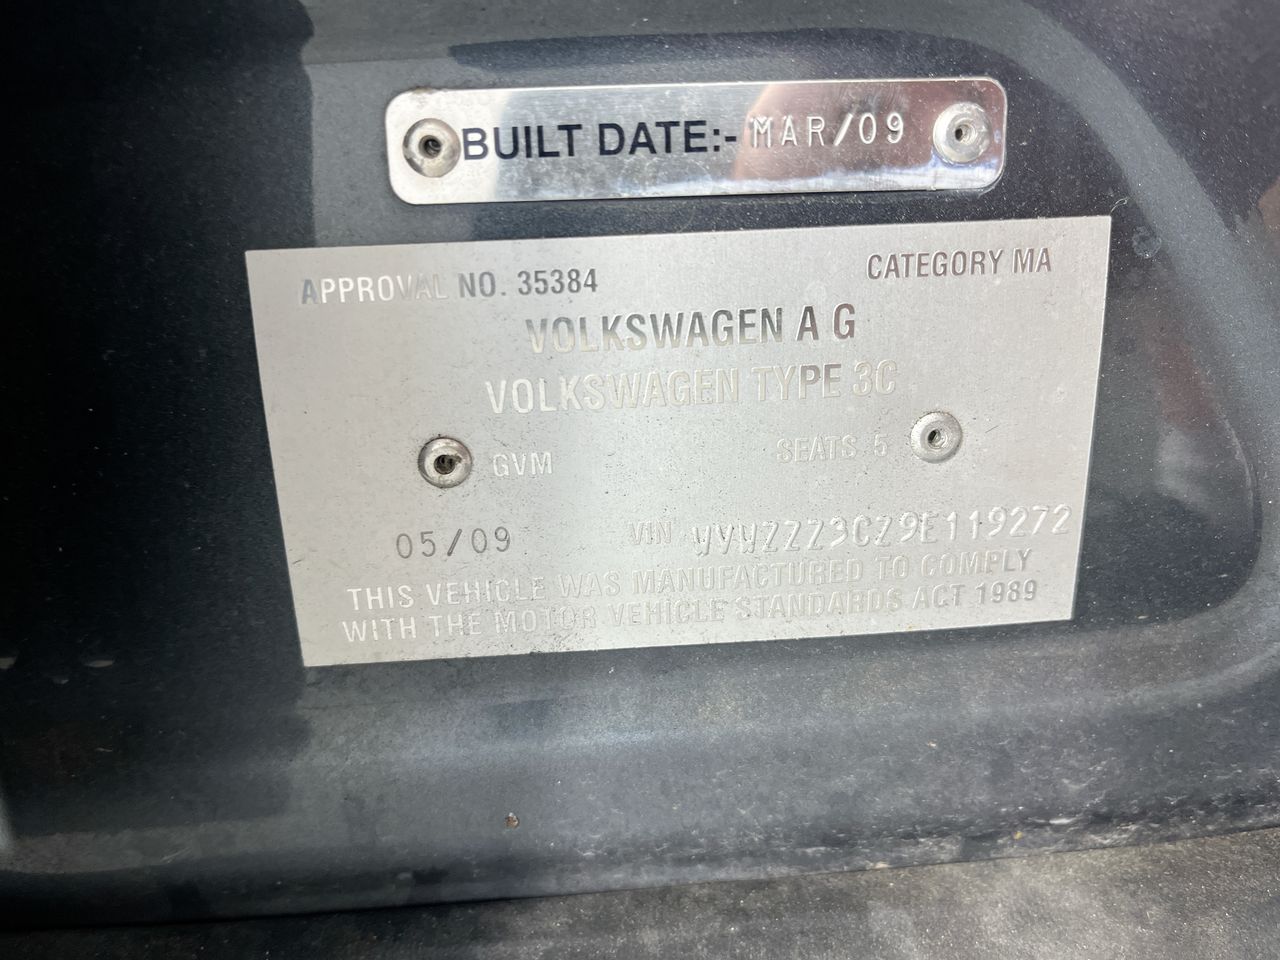 BUILT DATE:- MAR/09
APPROVAL NO. 35384 CATEGORY MA
VOLKSWAGEN A G
VOLKSWAGEN TYPE 3C
GVM SEATS 5
05/09 VIN WVWZZZ3CZ9E119272
THIS VEHICLE WAS MANUFACTURED TO COMPLY
WITH THE MOTOR VEHICLE STANDARDS ACT 1989